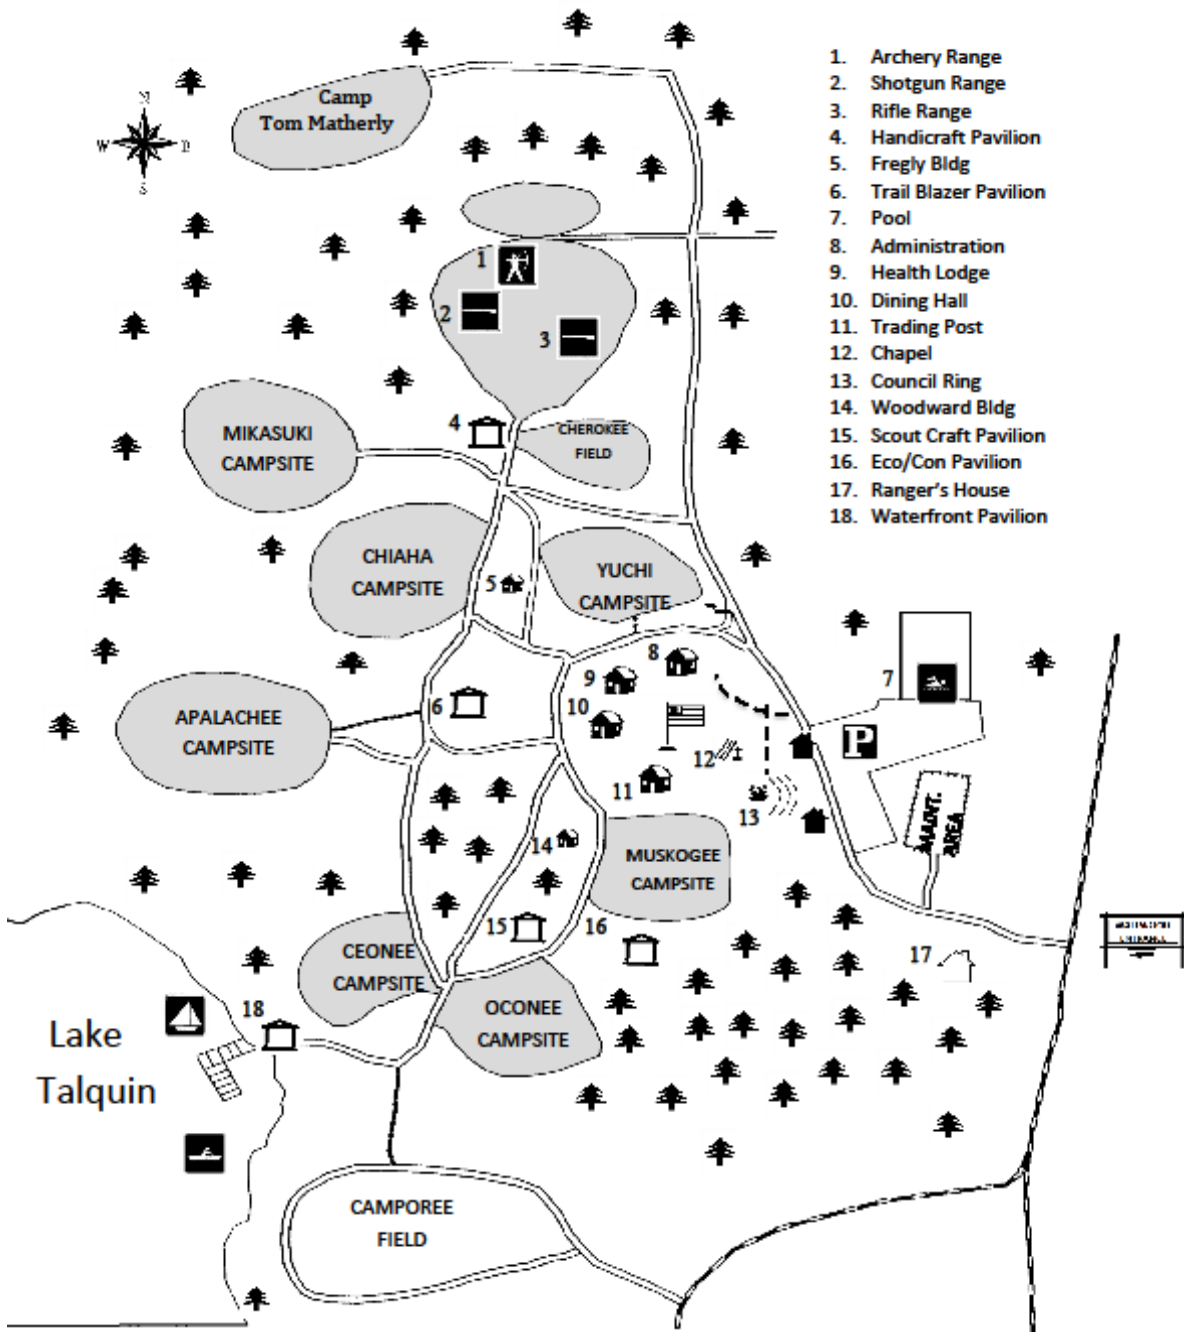 Camp
Tom Matherly
N
W
S
1. Archery Range
2. Shotgun Range
3. Rifle Range
4. Handicraft Pavilion
5. Fregly Bldg
6. Trail Blazer Pavilion
7. Pool
8. Administration
9. Health Lodge
10. Dining Hall
11. Trading Post
12. Chapel
13. Council Ring
14. Woodward Bldg
15. Scout Craft Pavilion
16. Eco/Con Pavilion
17. Ranger's House
18. Waterfront Pavilion
1
2
3
4
CHEROKEE
FIELD
MIKASUKI
CAMPSITE
CHIAHA
CAMPSITE
5
YUCHI
CAMPSITE
8
9
7
6
10
APALACHEE
CAMPSITE
12
P
11
13
MAINT.
AREA
14
MUSKOGEE
CAMPSITE
15
16
CEONEE
CAMPSITE
17
ENTRANCE
18
OCONEE
CAMPSITE
Lake
Talquin
CAMPOREE
FIELD